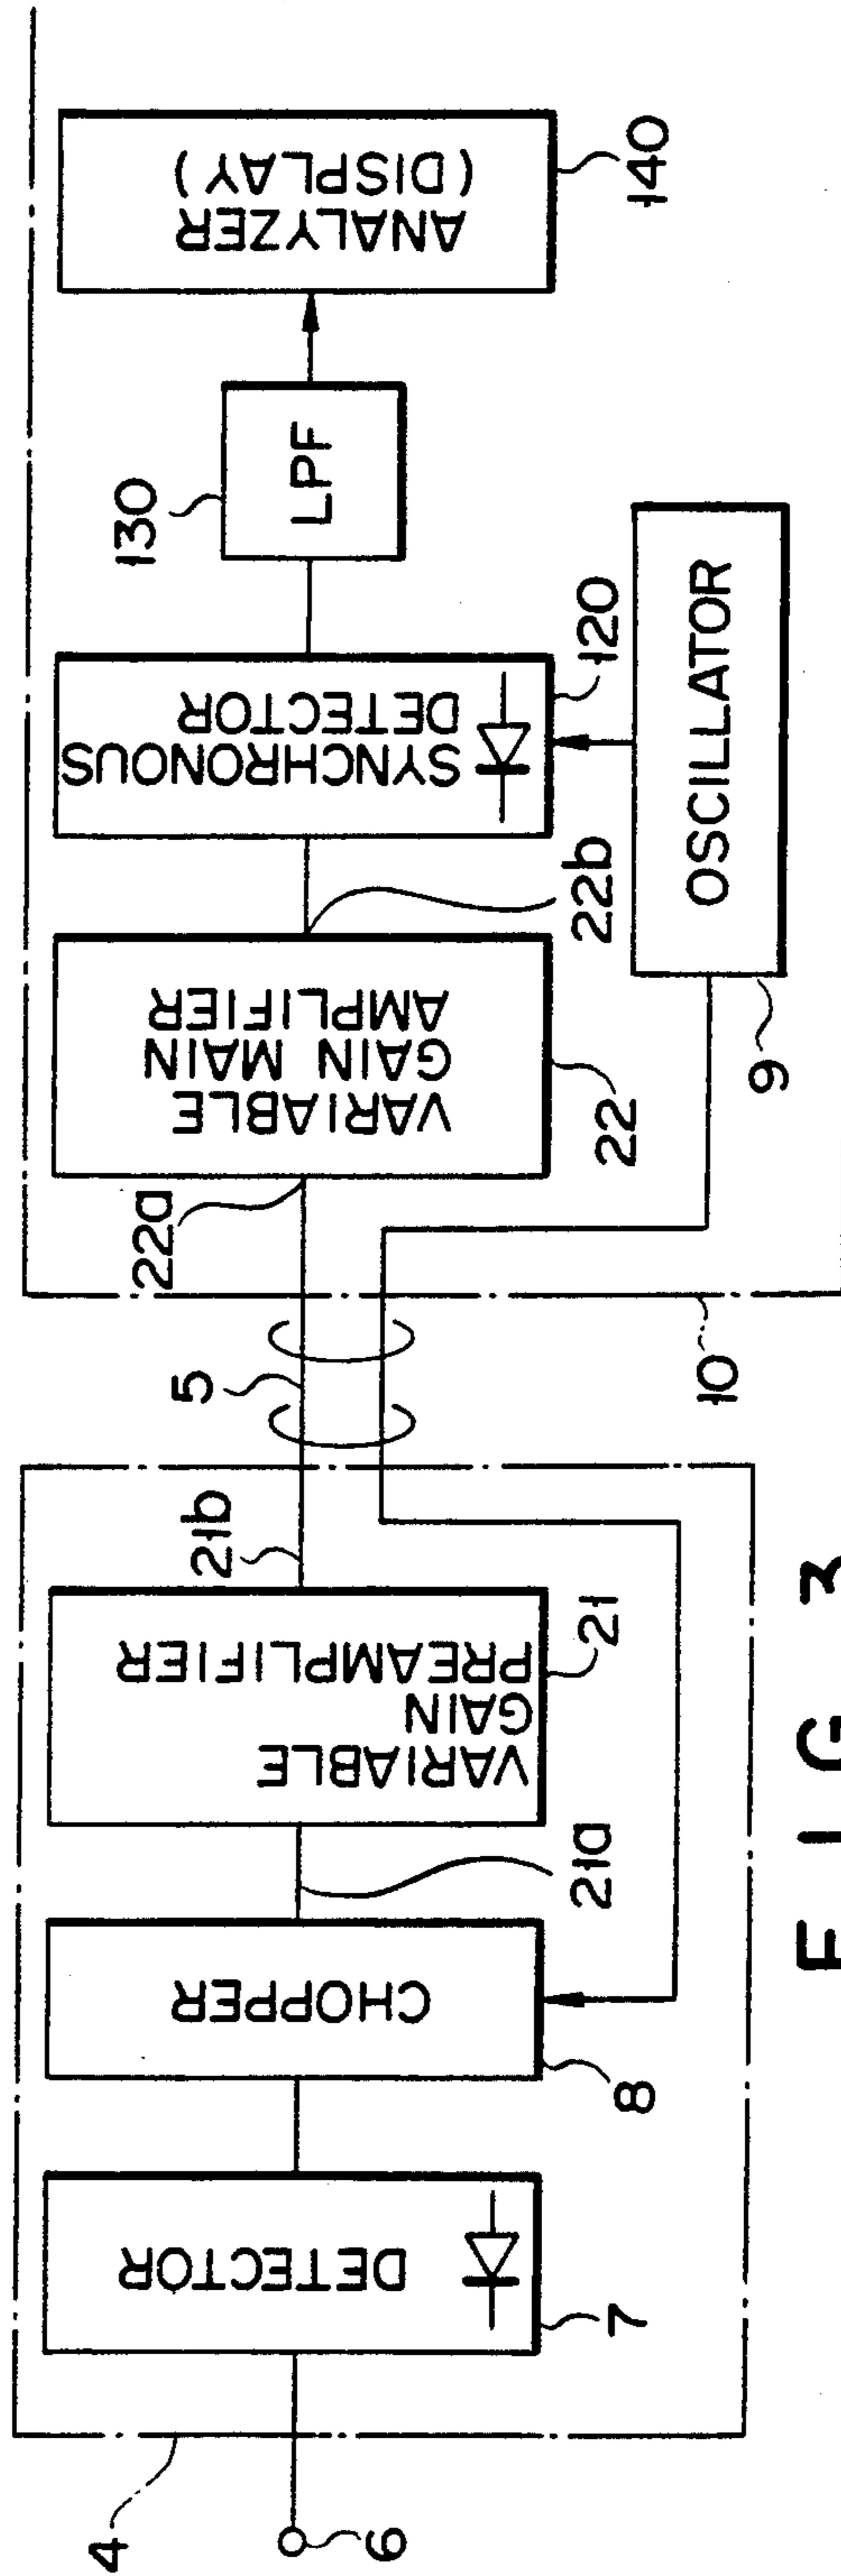 4
6
DETECTOR
7
CHOPPER
8
21a
VARIABLE
GAIN
PREAMPLIFIER
21
21b
5
10
22a
VARIABLE
GAIN MAIN
AMPLIFIER
22
22b
SYNCHRONOUS
DETECTOR
120
OSCILLATOR
9
130
LPF
ANALYZER
(DISPLAY)
140
FIG 3